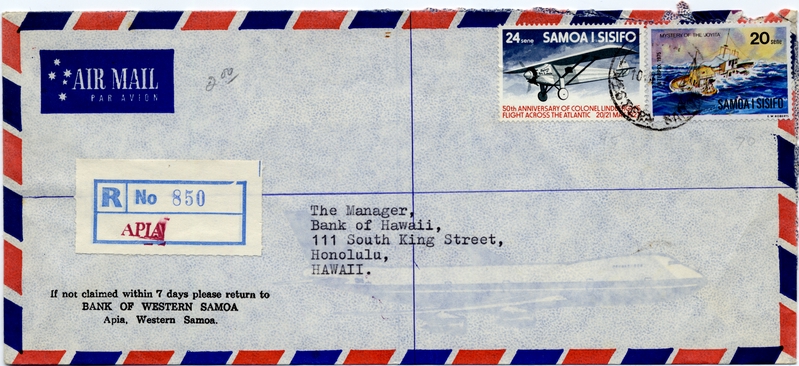 AIR MAIL
PAR AVION
2.00
24 sene
SAMOA I SISIFO
50th ANNIVERSARY OF COLONEL
FLIGHT ACROSS THE ATLANTIC 20/21
MYSTERY OF THE JOYITA
20 sene
SAMOA I SISIFO
R No 850
APIA
The Manager,
Bank of Hawaii,
111 South King Street,
Honolulu,
HAWAII.
If not claimed within 7 days please return to
BANK OF WESTERN SAMOA
Apia, Western Samoa.